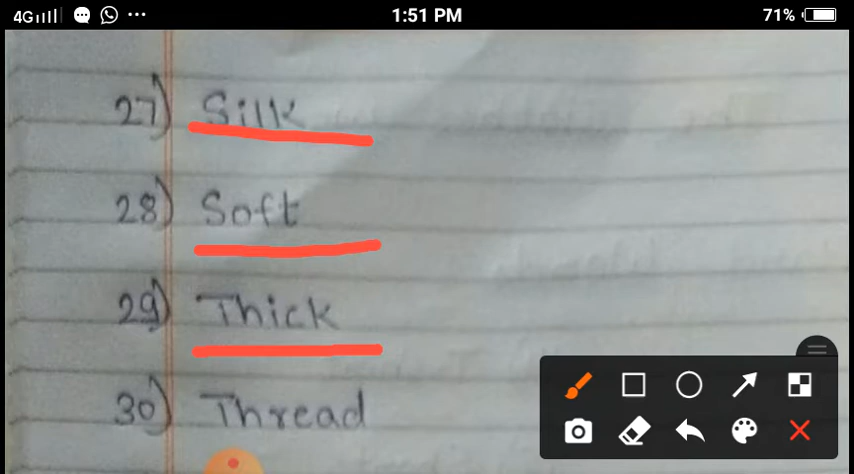 4G 1:51 PM 71%
27) Silk
28) Soft
29) Thick
30) Thread